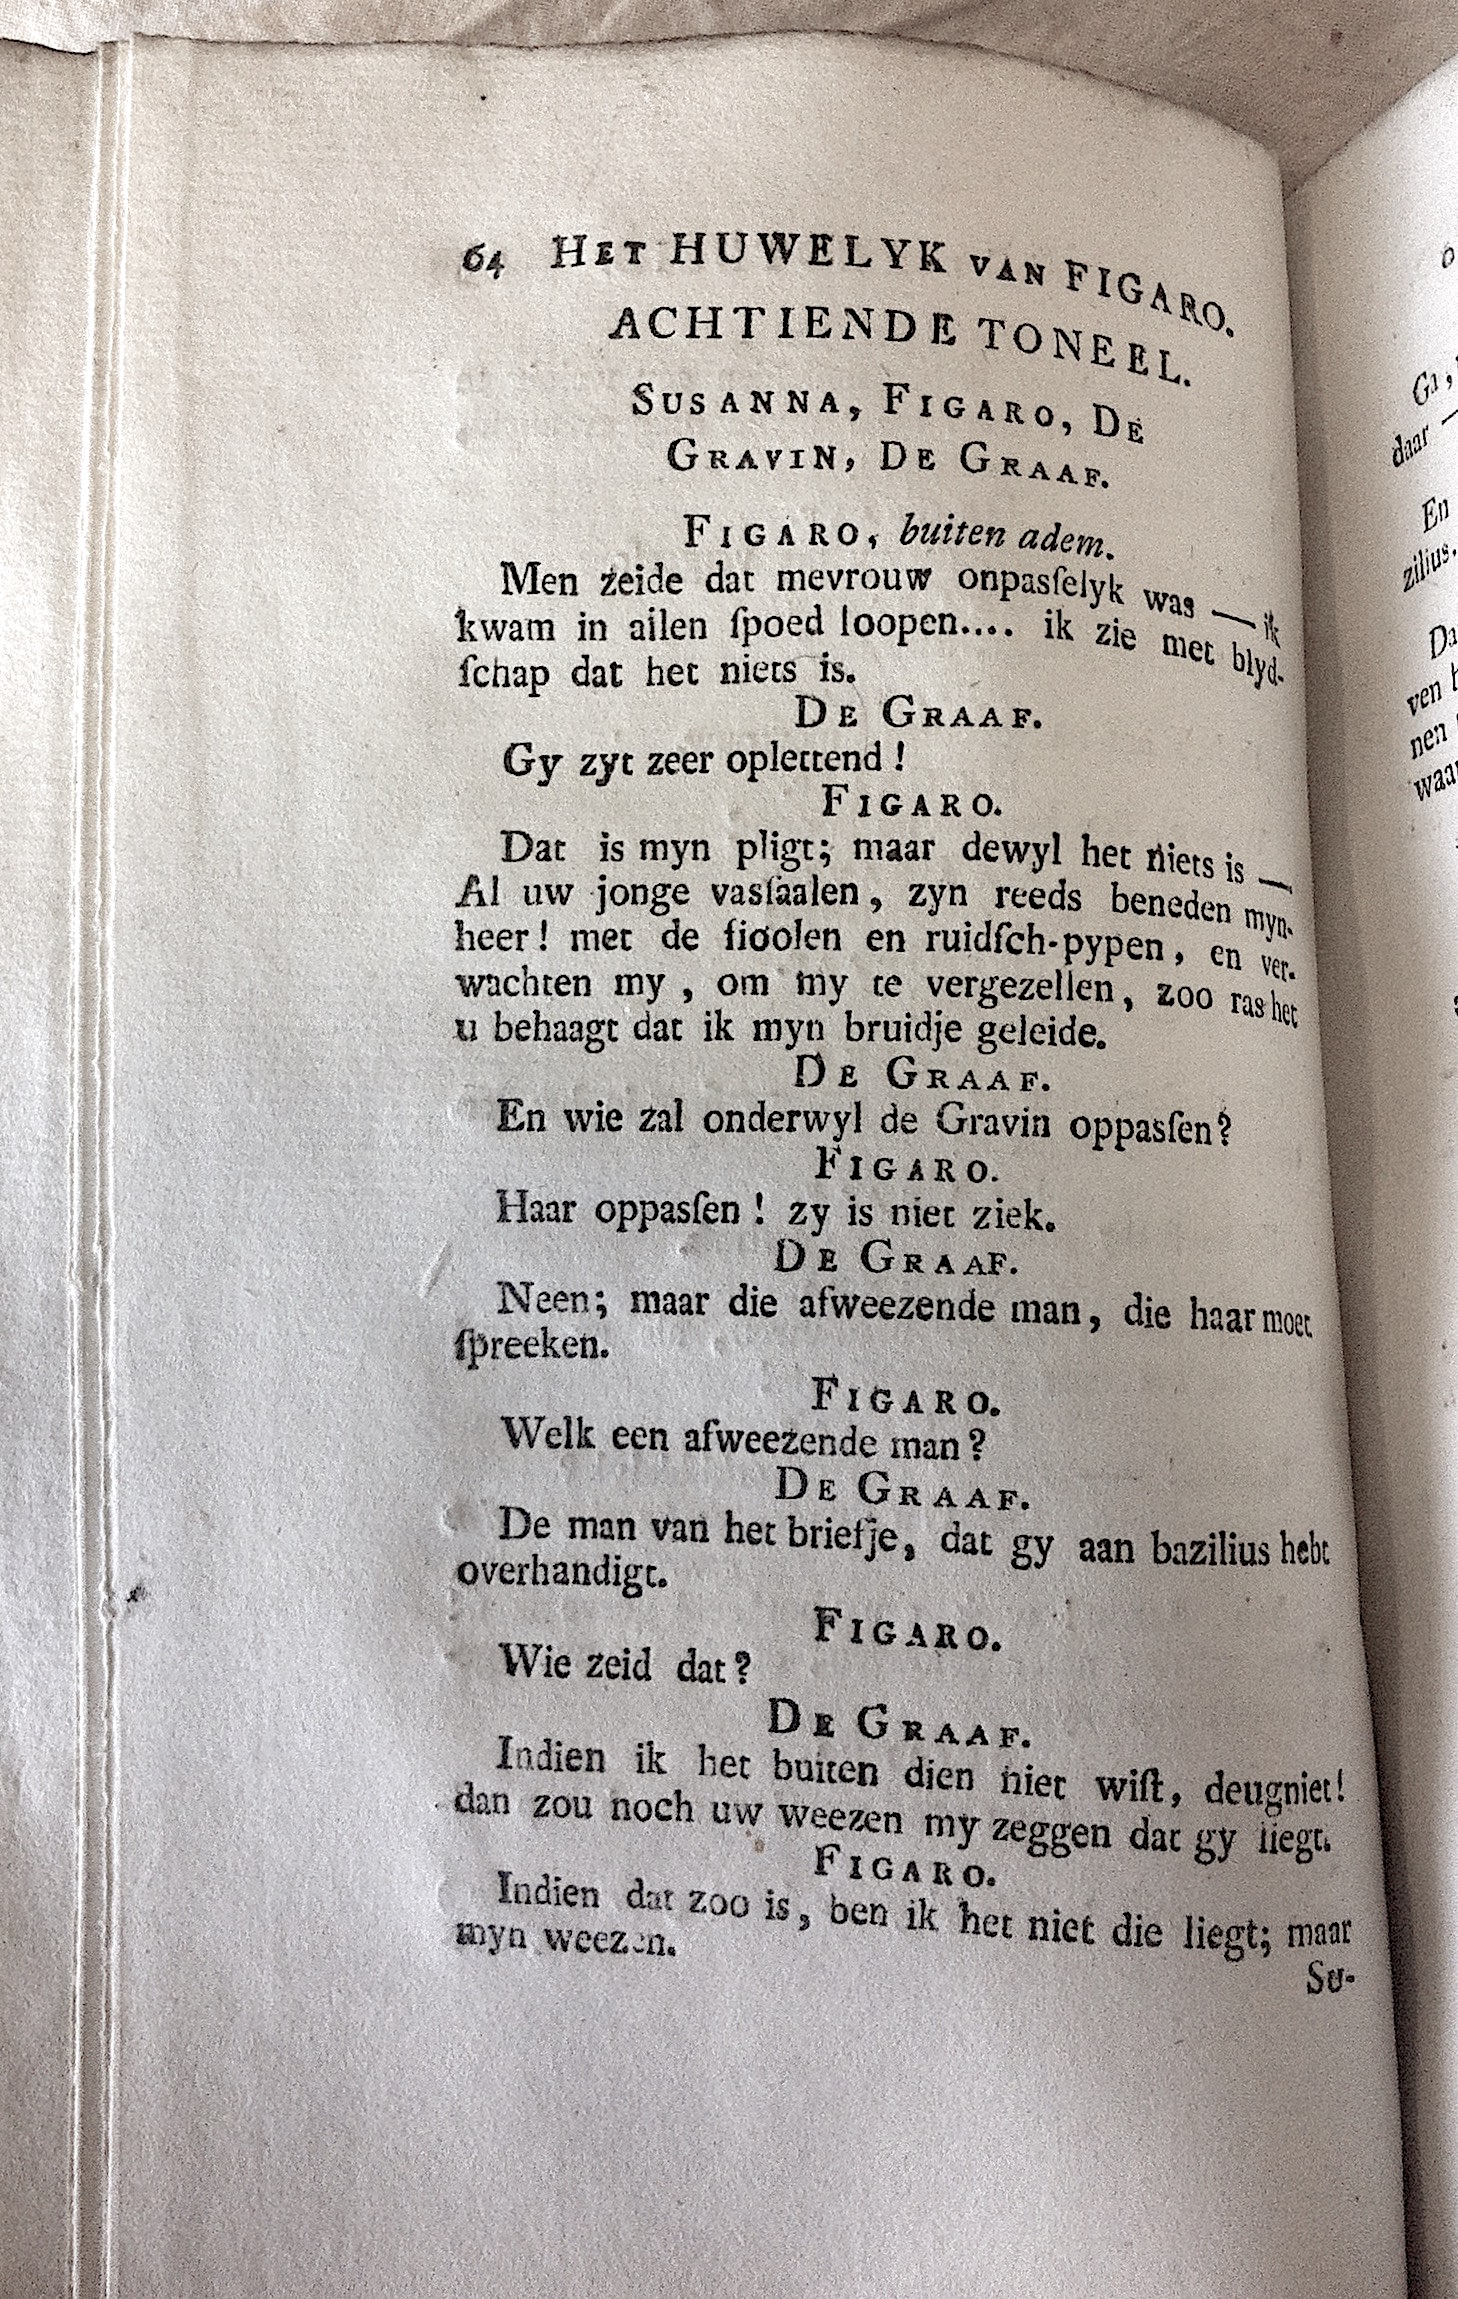 64 HET HUWELYK VAN FIGARO.
ACHTIENDE TONEEL.
SUSANNA, FIGARO, DE
GRAVIN, DE GRAAF.
FIGARO, buiten adem.
Men zeide dat mevrouw onpasſelyk was — ik
kwam in allen ſpoed loopen.... ik zie met blyd-
ſchap dat het niets is.
DE GRAAF.
Gy zyt zeer oplettend!
FIGARO.
Dat is myn pligt; maar dewyl het niets is —
Al uw jonge vasſaalen, zyn reeds beneden myn-
heer! met de fioolen en ruidſch-pypen, en ver-
wachten my, om my te vergezellen, zoo ras het
u behaagt dat ik myn bruidje geleide.
DE GRAAF.
En wie zal onderwyl de Gravin oppasſen?
FIGARO.
Haar oppasſen! zy is niet ziek.
DE GRAAF.
Neen; maar die afweezende man, die haar moet
ſpreeken.
FIGARO.
Welk een afweezende man?
DE GRAAF.
De man van het briefje, dat gy aan bazilius hebt
overhandigt.
FIGARO.
Wie zeid dat?
DE GRAAF.
Indien ik het buiten dien niet wiſt, deugniet!
dan zou noch uw weezen my zeggen dat gy liegt.
FIGARO.
Indien dat zoo is, ben ik het niet die liegt; maar
myn weezen.
Su-
Ga,
daar —
En
zilius.
ven
nen